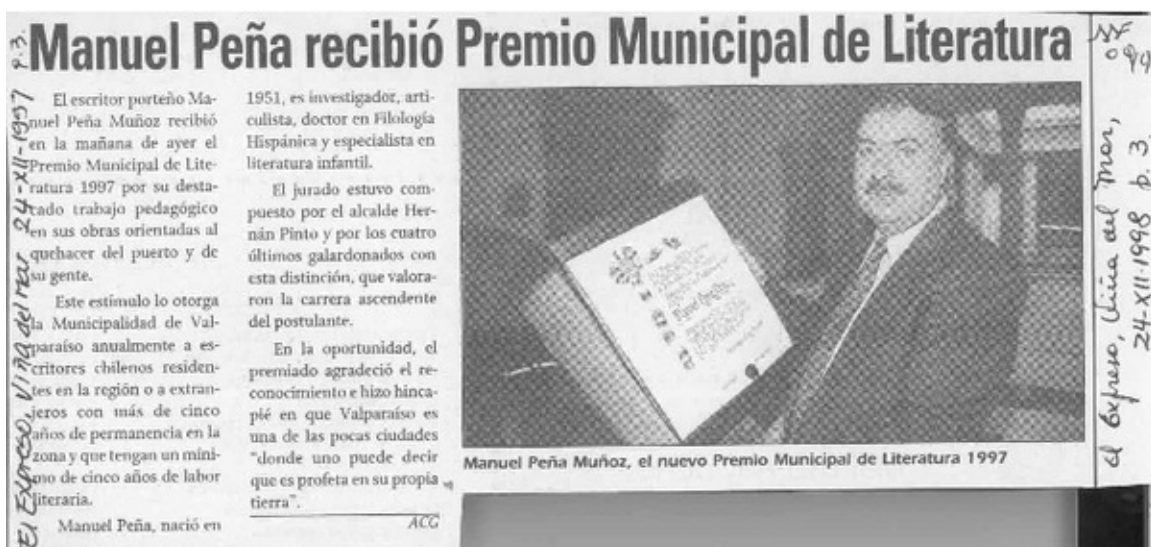 Manuel Peña recibió Premio Municipal de Literatura
El escritor porteño Ma-
nuel Peña Muñoz recibió
en la mañana de ayer el
Premio Municipal de Lite-
ratura 1997 por su desta-
cado trabajo pedagógico
en sus obras orientadas al
quehacer del puerto y de
su gente.
Este estímulo lo otorga
la Municipalidad de Val-
paraíso anualmente a es-
critores chilenos residen-
tes en la región o a extran-
jeros con más de cinco
años de permanencia en la
zona y que tengan un míni-
mo de cinco años de labor
literaria.
Manuel Peña, nació en
1951, es investigador, arti-
culista, doctor en Filología
Hispánica y especialista en
literatura infantil.
El jurado estuvo com-
puesto por el alcalde Her-
nán Pinto y por los cuatro
últimos galardonados con
esta distinción, que valora-
ron la carrera ascendente
del postulante.
En la oportunidad, el
premiado agradeció el re-
conocimiento e hizo hinca-
pié en que Valparaíso es
una de las pocas ciudades
"donde uno puede decir
que es profeta en su propia
tierra".
ACG
Manuel Peña Muñoz, el nuevo Premio Municipal de Literatura 1997
El Expreso, Viña del Mar 24-XII-1997 p.3.
el Expreso, Viña del Mar,
24-XII-1998 p. 3.